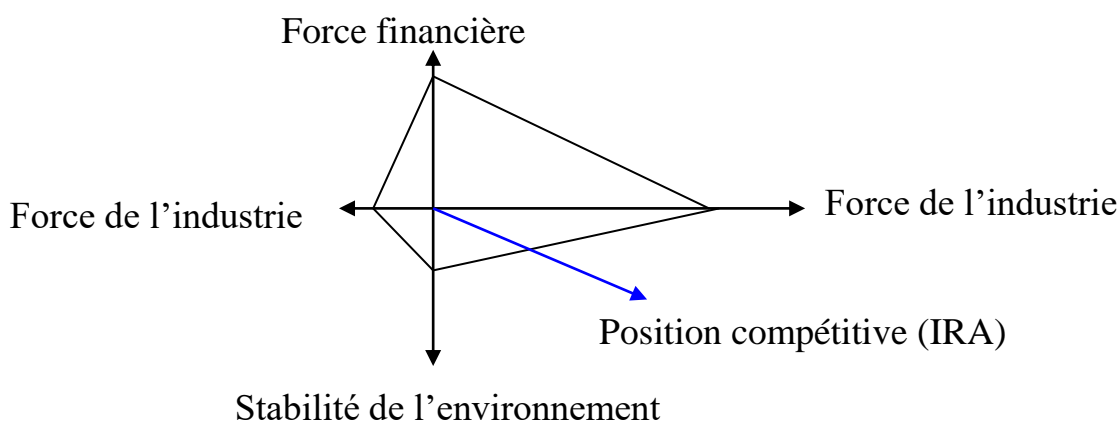 Force financière
Force de l’industrie
Force de l’industrie
Position compétitive (IRA)
Stabilité de l’environnement